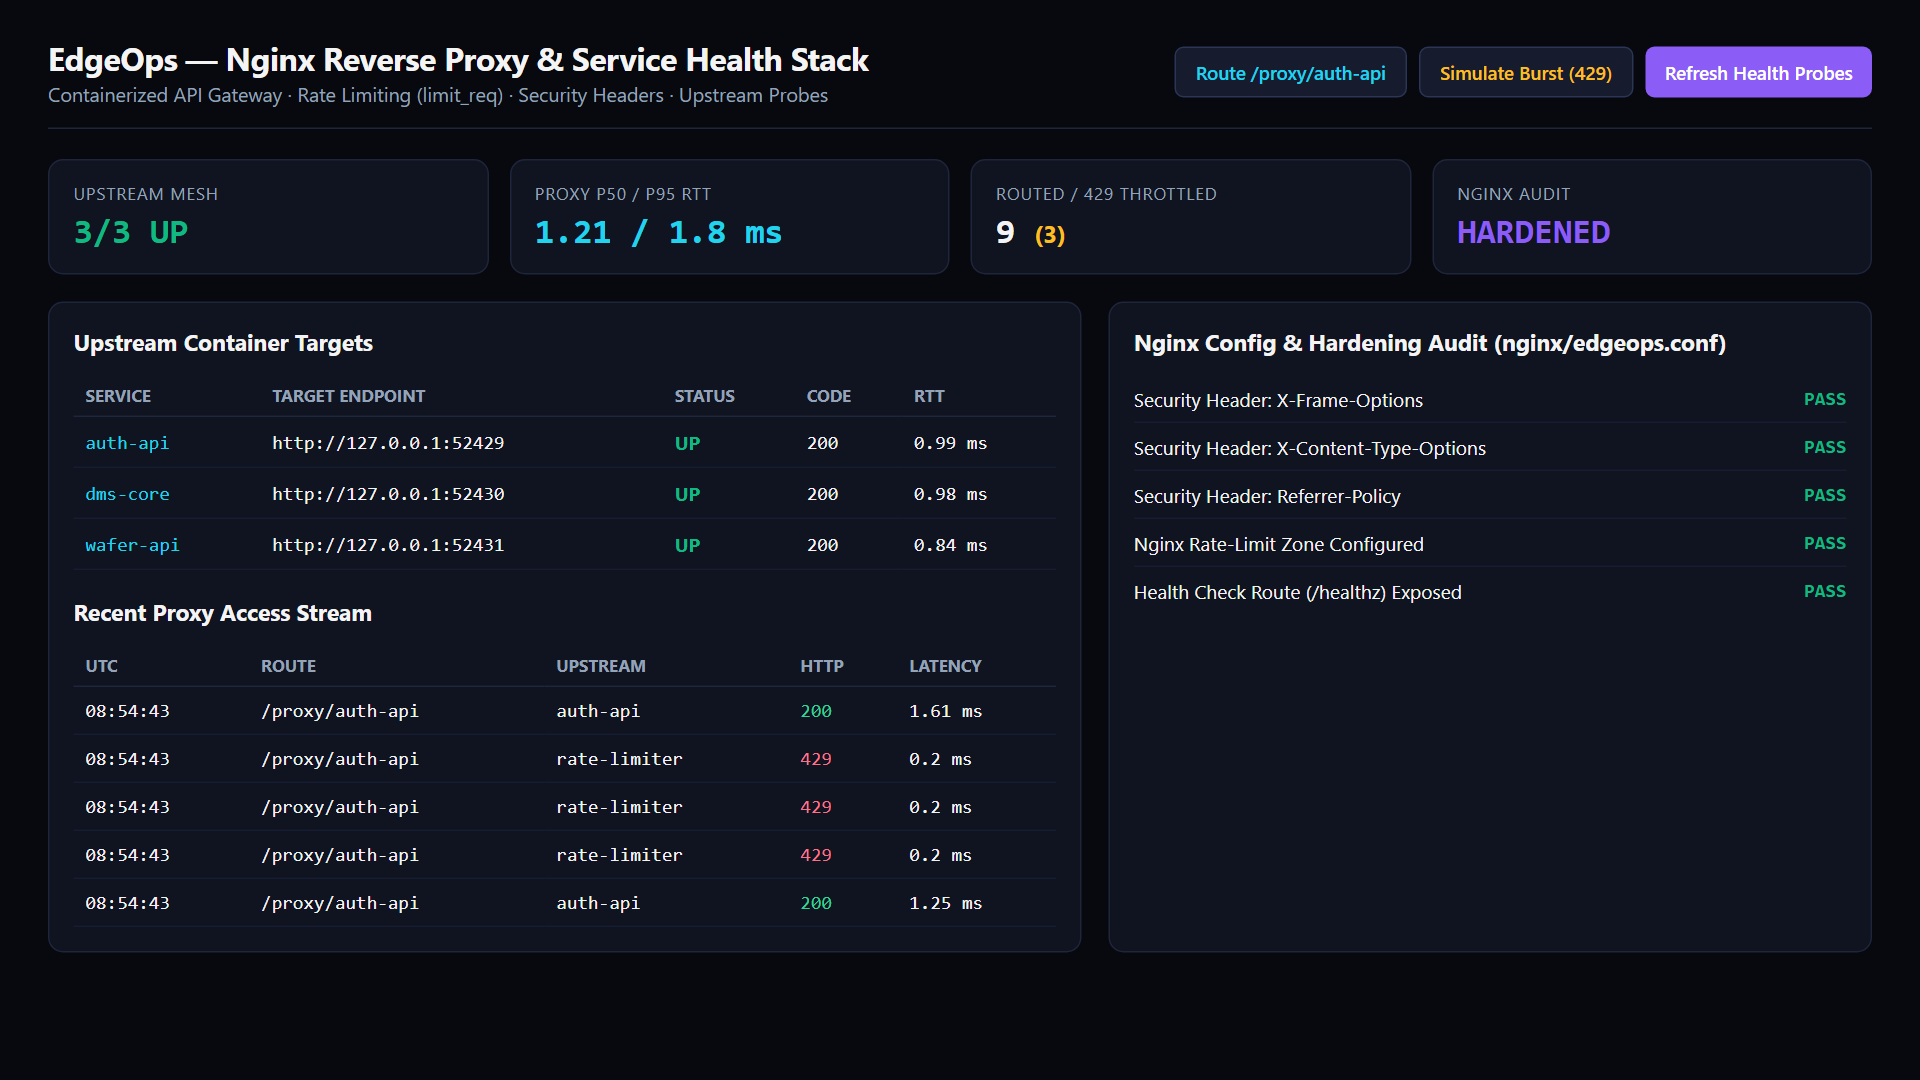 EdgeOps — Nginx Reverse Proxy & Service Health Stack
Containerized API Gateway · Rate Limiting (limit_req) · Security Headers · Upstream Probes
Route /proxy/auth-api
Simulate Burst (429)
Refresh Health Probes
UPSTREAM MESH
3/3 UP
PROXY P50 / P95 RTT
1.21 / 1.8 ms
ROUTED / 429 THROTTLED
9 (3)
NGINX AUDIT
HARDENED
Upstream Container Targets
SERVICE TARGET ENDPOINT STATUS CODE RTT
auth-api http://127.0.0.1:52429 UP 200 0.99 ms
dms-core http://127.0.0.1:52430 UP 200 0.98 ms
wafer-api http://127.0.0.1:52431 UP 200 0.84 ms
Recent Proxy Access Stream
UTC ROUTE UPSTREAM HTTP LATENCY
08:54:43 /proxy/auth-api auth-api 200 1.61 ms
08:54:43 /proxy/auth-api rate-limiter 429 0.2 ms
08:54:43 /proxy/auth-api rate-limiter 429 0.2 ms
08:54:43 /proxy/auth-api rate-limiter 429 0.2 ms
08:54:43 /proxy/auth-api auth-api 200 1.25 ms
Nginx Config & Hardening Audit (nginx/edgeops.conf)
Security Header: X-Frame-Options PASS
Security Header: X-Content-Type-Options PASS
Security Header: Referrer-Policy PASS
Nginx Rate-Limit Zone Configured PASS
Health Check Route (/healthz) Exposed PASS